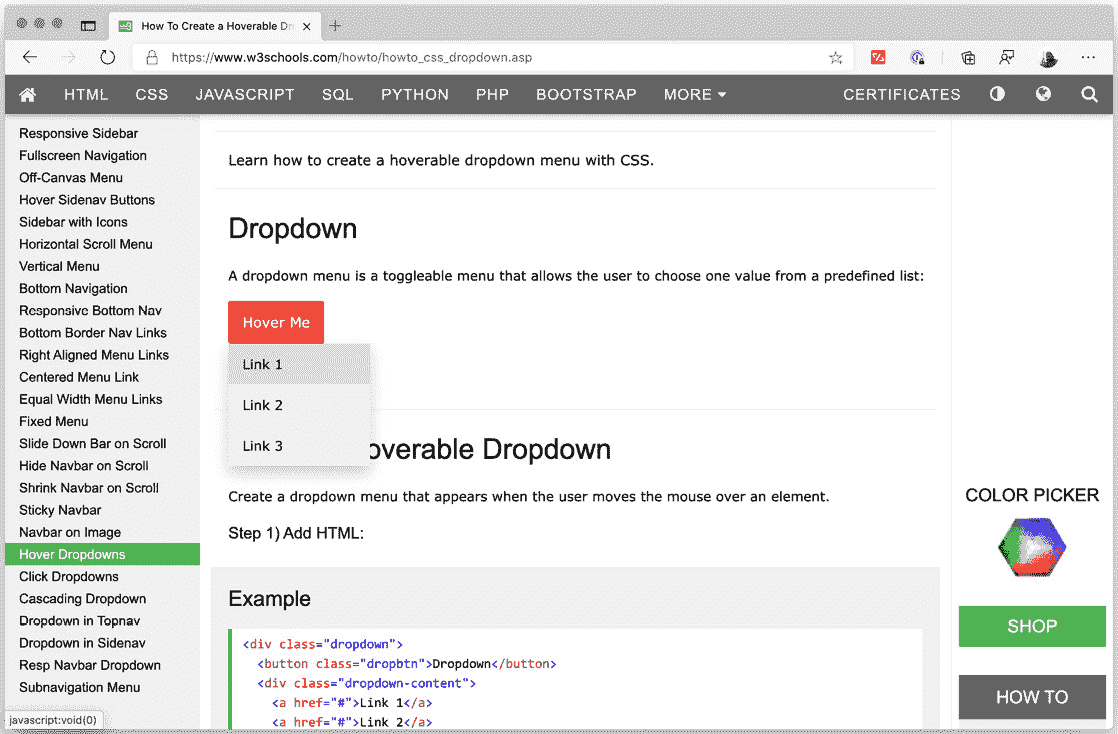 How To Create a Hoverable Dr
https://www.w3schools.com/howto/howto_css_dropdown.asp
HTML CSS JAVASCRIPT SQL PYTHON PHP BOOTSTRAP MORE CERTIFICATES
Responsive Sidebar
Fullscreen Navigation
Off-Canvas Menu
Hover Sidenav Buttons
Sidebar with Icons
Horizontal Scroll Menu
Vertical Menu
Bottom Navigation
Responsive Bottom Nav
Bottom Border Nav Links
Right Aligned Menu Links
Centered Menu Link
Equal Width Menu Links
Fixed Menu
Slide Down Bar on Scroll
Hide Navbar on Scroll
Shrink Navbar on Scroll
Sticky Navbar
Navbar on Image
Hover Dropdowns
Click Dropdowns
Cascading Dropdown
Dropdown in Topnav
Dropdown in Sidenav
Resp Navbar Dropdown
Subnavigation Menu
javascript:void(0)
Learn how to create a hoverable dropdown menu with CSS.
Dropdown
A dropdown menu is a toggleable menu that allows the user to choose one value from a predefined list:
Hover Me
Link 1
Link 2
Link 3
overable Dropdown
Create a dropdown menu that appears when the user moves the mouse over an element.
Step 1) Add HTML:
Example
<div class="dropdown">
<button class="dropbtn">Dropdown</button>
<div class="dropdown-content">
<a href="#">Link 1</a>
<a href="#">Link 2</a>
COLOR PICKER
SHOP
HOW TO